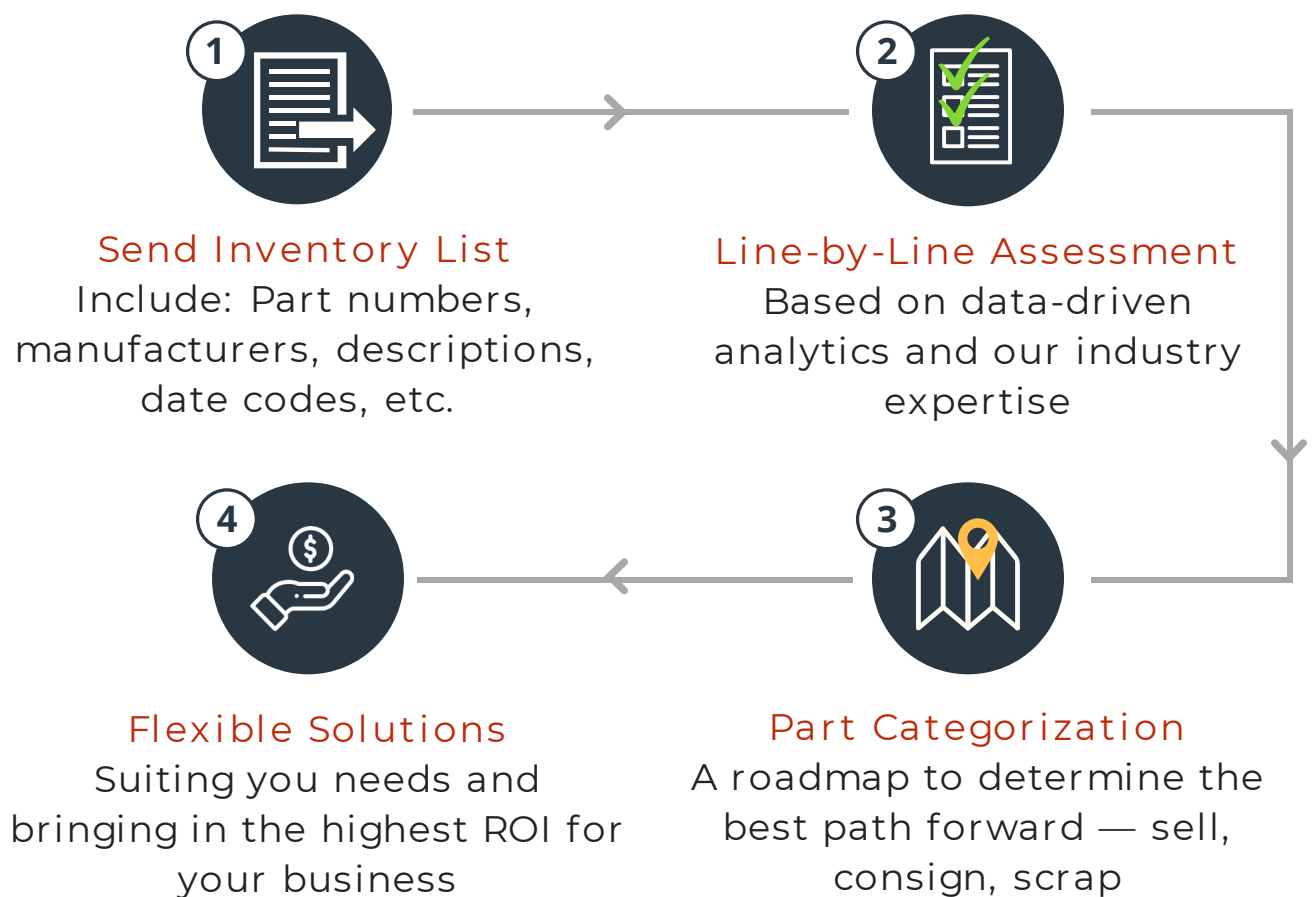 1
Send Inventory List
Include: Part numbers,
manufacturers, descriptions,
date codes, etc.
2
Line-by-Line Assessment
Based on data-driven
analytics and our industry
expertise
3
Part Categorization
A roadmap to determine the
best path forward — sell,
consign, scrap
4
$
Flexible Solutions
Suiting you needs and
bringing in the highest ROI for
your business